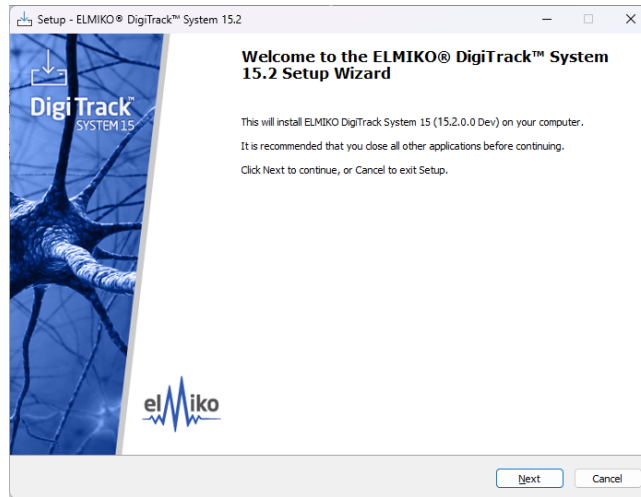 Setup - ELMIKO® DigiTrack™ System 15.2
DigiTrack™
SYSTEM 15
elmiko
Welcome to the ELMIKO® DigiTrack™ System
15.2 Setup Wizard
This will install ELMIKO DigiTrack System 15 (15.2.0.0 Dev) on your computer.
It is recommended that you close all other applications before continuing.
Click Next to continue, or Cancel to exit Setup.
Next
Cancel